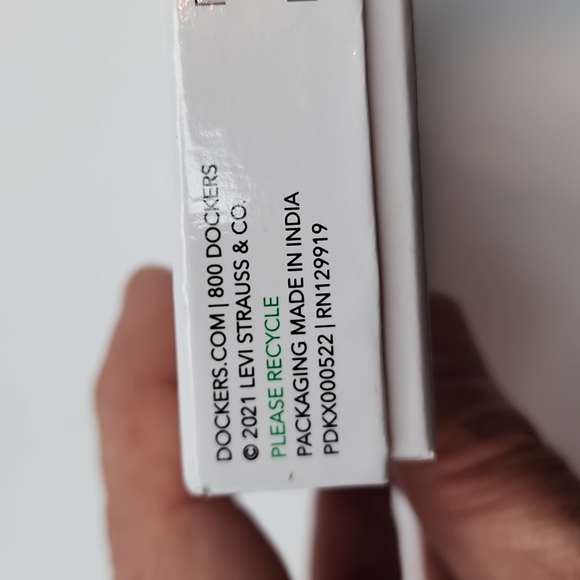 DOCKERS.COM | 800 DOCKERS
© 2021 LEVI STRAUSS & CO.
PLEASE RECYCLE
PACKAGING MADE IN INDIA
PDKX000522 | RN129919